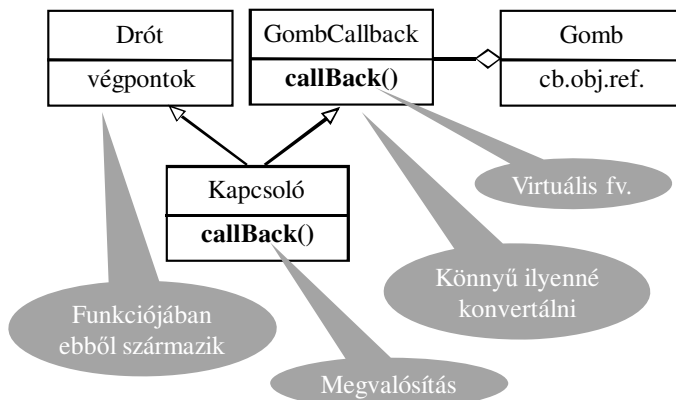 Drót
végpontok
GombCallback
callBack()
Gomb
cb.obj.ref.
Kapcsoló
callBack()
Virtuális fv.
Könnyű ilyenné
konvertálni
Funkciójában
ebből származik
Megvalósítás